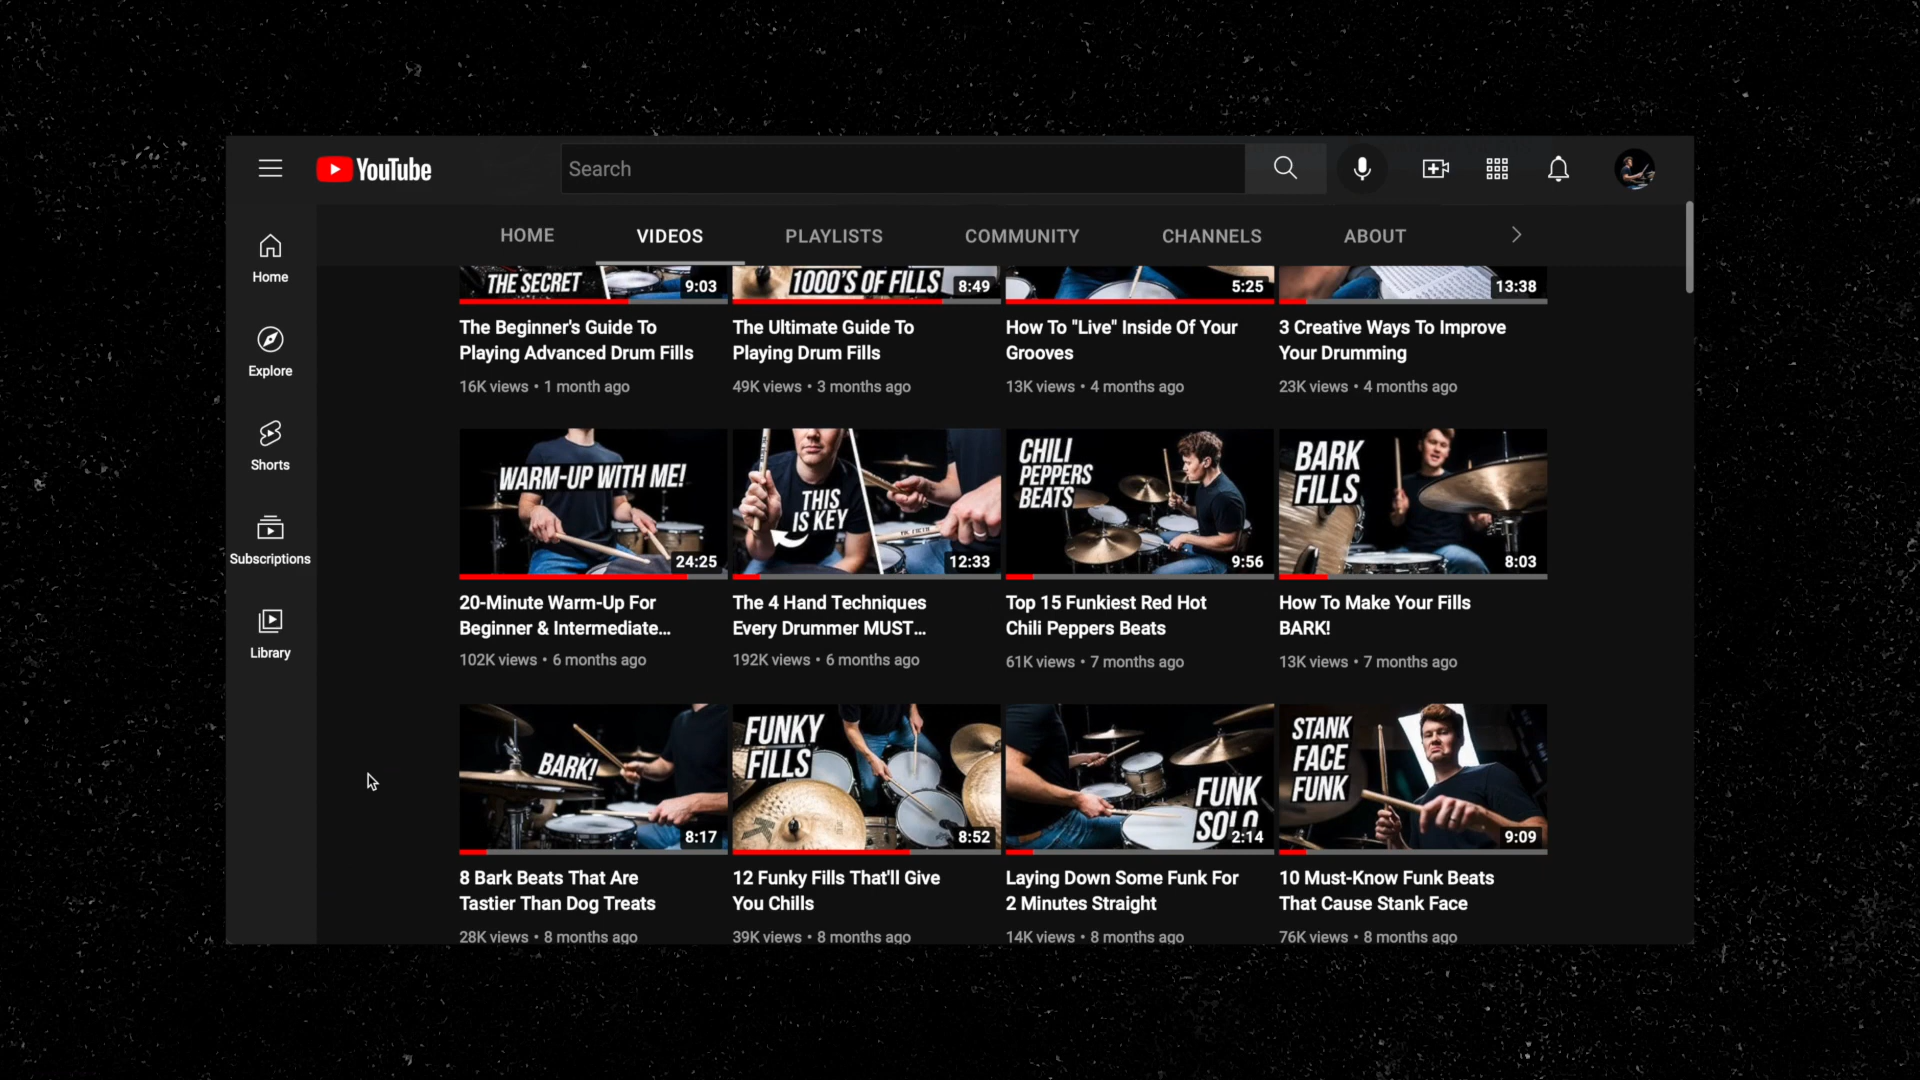 YouTube
Search
HOME VIDEOS PLAYLISTS COMMUNITY CHANNELS ABOUT
Home
Explore
Shorts
Subscriptions
Library
THE SECRET 9:03
1000'S OF FILLS 8:49
5:25
13:38
The Beginner's Guide To
Playing Advanced Drum Fills
16K views • 1 month ago
The Ultimate Guide To
Playing Drum Fills
49K views • 3 months ago
How To "Live" Inside Of Your
Grooves
13K views • 4 months ago
3 Creative Ways To Improve
Your Drumming
23K views • 4 months ago
WARM-UP WITH ME!
24:25
20-Minute Warm-Up For
Beginner & Intermediate...
102K views • 6 months ago
THIS
IS KEY
12:33
The 4 Hand Techniques
Every Drummer MUST...
192K views • 6 months ago
CHILI
PEPPERS
BEATS
9:56
Top 15 Funkiest Red Hot
Chili Peppers Beats
61K views • 7 months ago
BARK
FILLS
8:03
How To Make Your Fills
BARK!
13K views • 7 months ago
BARK!
8:17
8 Bark Beats That Are
Tastier Than Dog Treats
28K views • 8 months ago
FUNKY
FILLS
K
8:52
12 Funky Fills That'll Give
You Chills
39K views • 8 months ago
FUNK
SOLO
2:14
Laying Down Some Funk For
2 Minutes Straight
14K views • 8 months ago
STANK
FACE
FUNK
9:09
10 Must-Know Funk Beats
That Cause Stank Face
76K views • 8 months ago